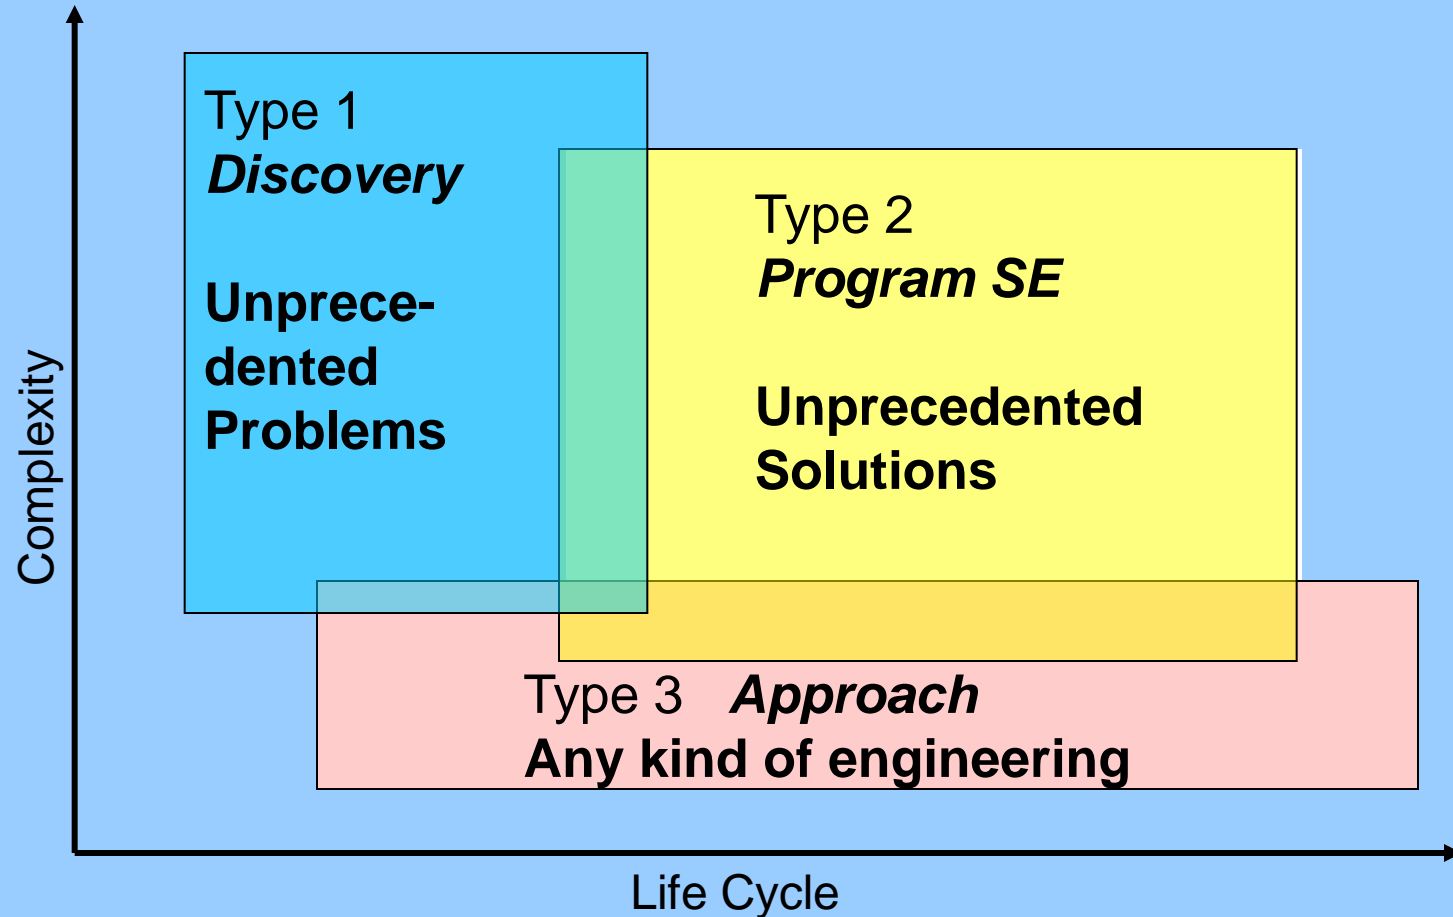 Type 1
Discovery
Unprece-
dented
Problems
Type 2
Program SE
Unprecedented
Solutions
Type 3 Approach
Any kind of engineering
Complexity
Life Cycle